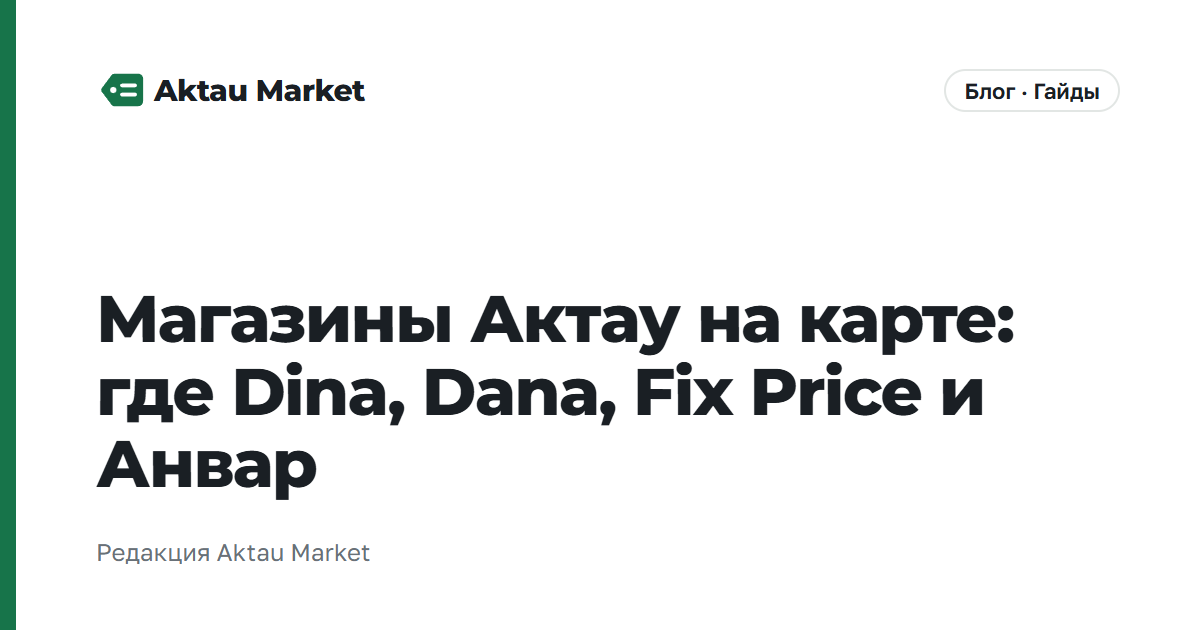 Aktau Market
Блог · Гайды
Магазины Актау на карте:
где Dina, Dana, Fix Price и
Анвар
Редакция Aktau Market